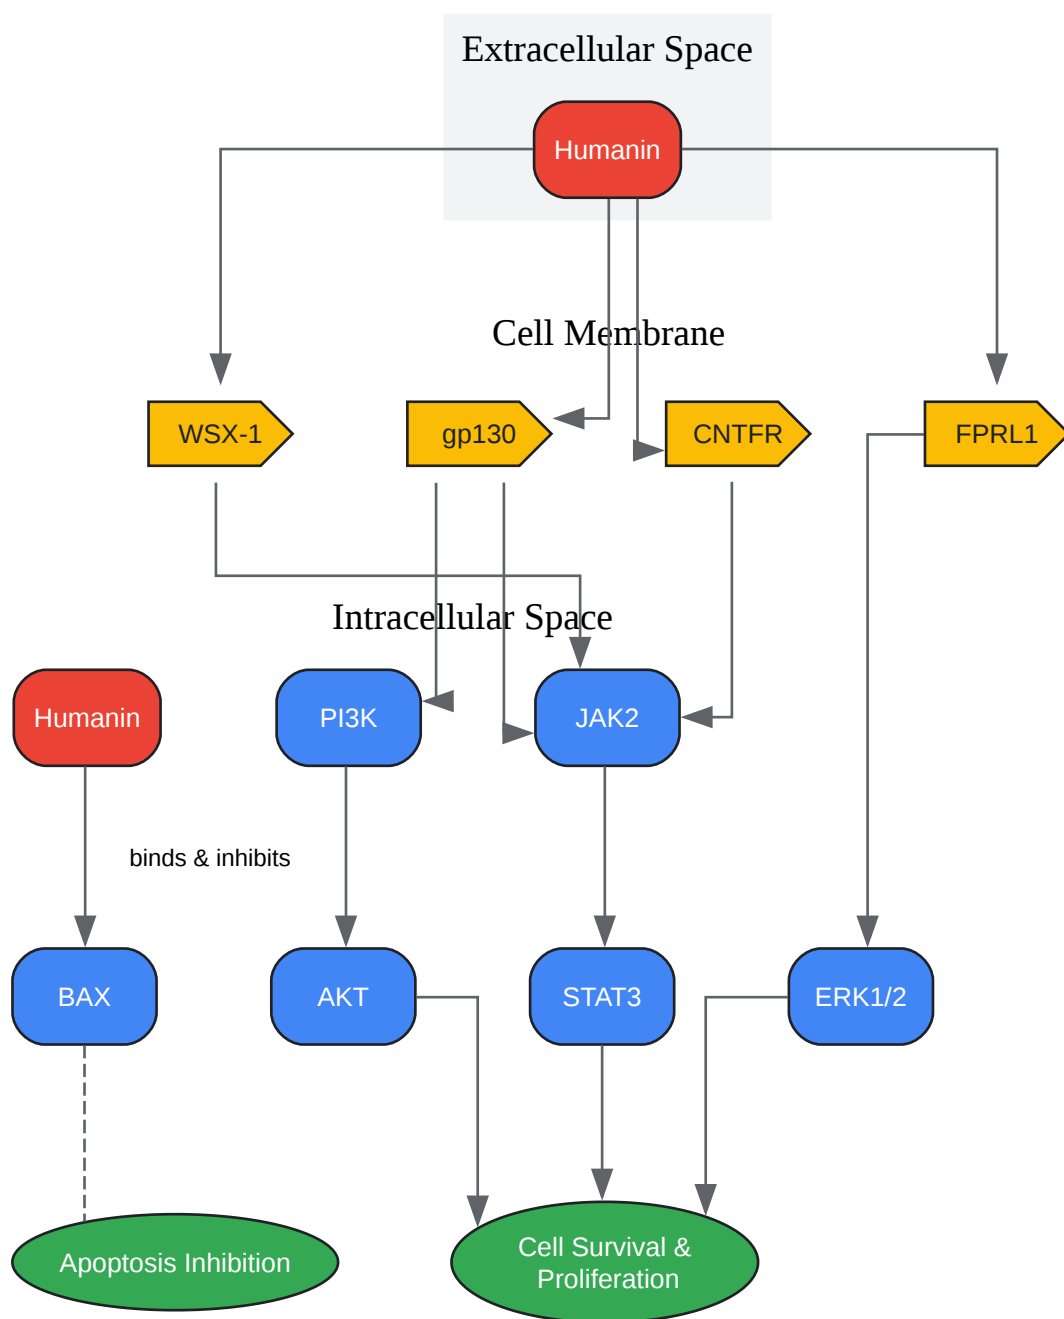 Extracellular Space
Humanin
Cell Membrane
WSX-1
gp130
CNTFR
FPRL1
Intracellular Space
Humanin
PI3K
JAK2
binds & inhibits
BAX
AKT
STAT3
ERK1/2
Apoptosis Inhibition
Cell Survival &
Proliferation